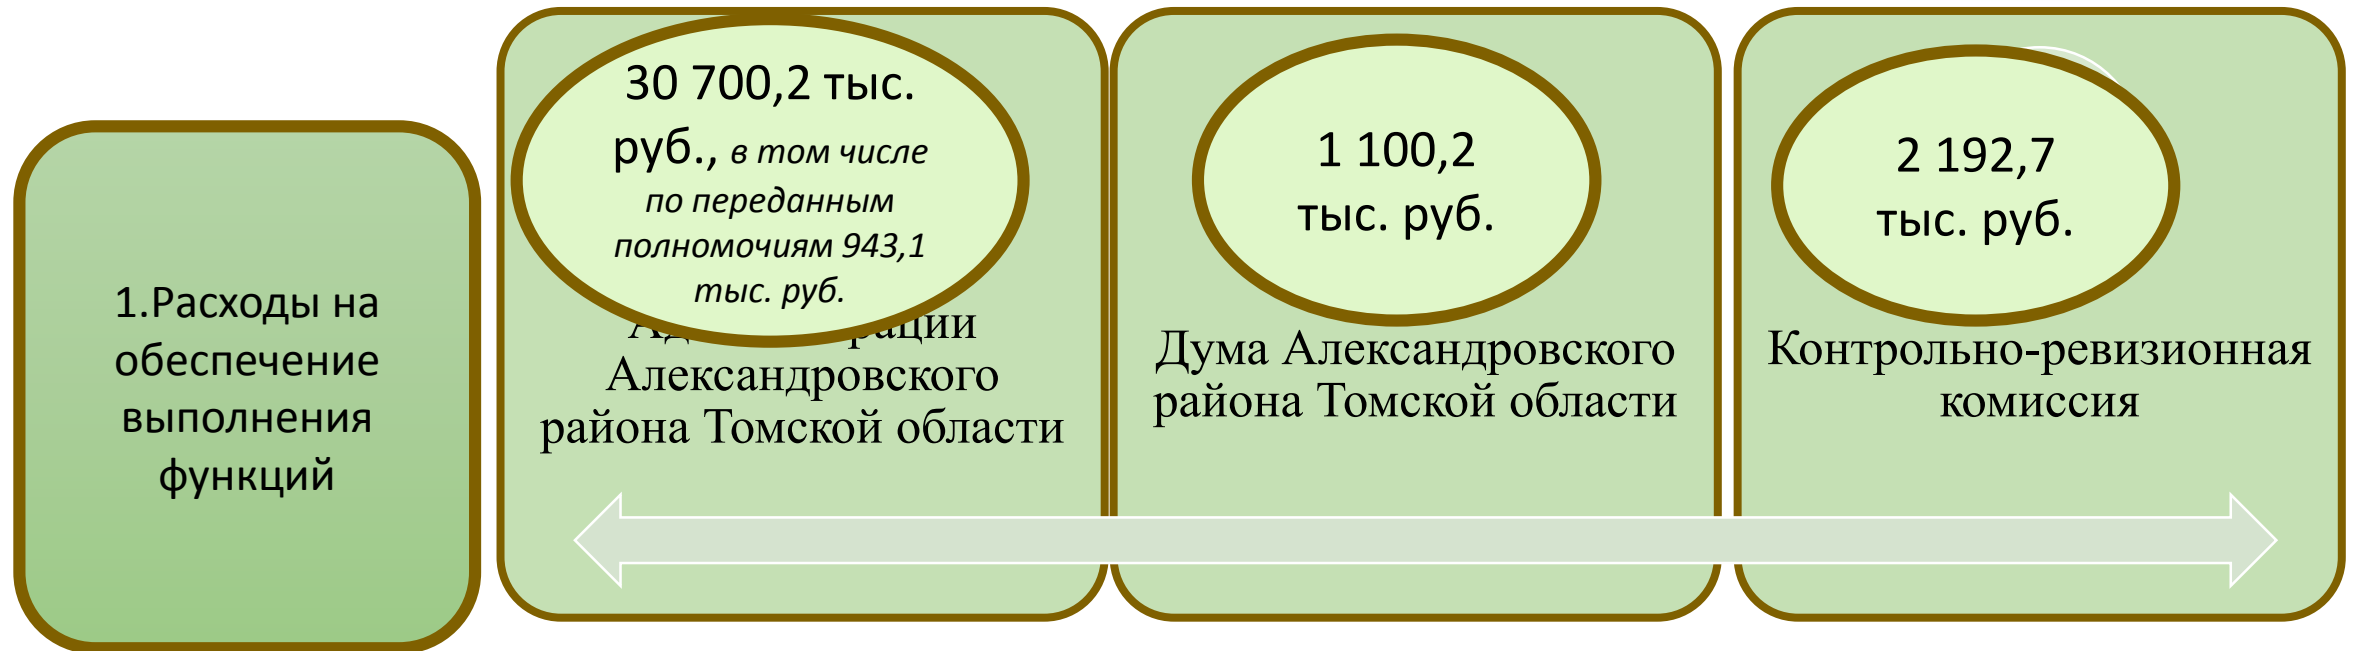 1.Расходы на
обеспечение
выполнения
функций
30 700,2 тыс.
руб., в том числе
по переданным
полномочиям 943,1
тыс. руб.
Александровского
района Томской области
1 100,2
тыс. руб.
Дума Александровского
района Томской области
2 192,7
тыс. руб.
Контрольно-ревизионная
комиссия